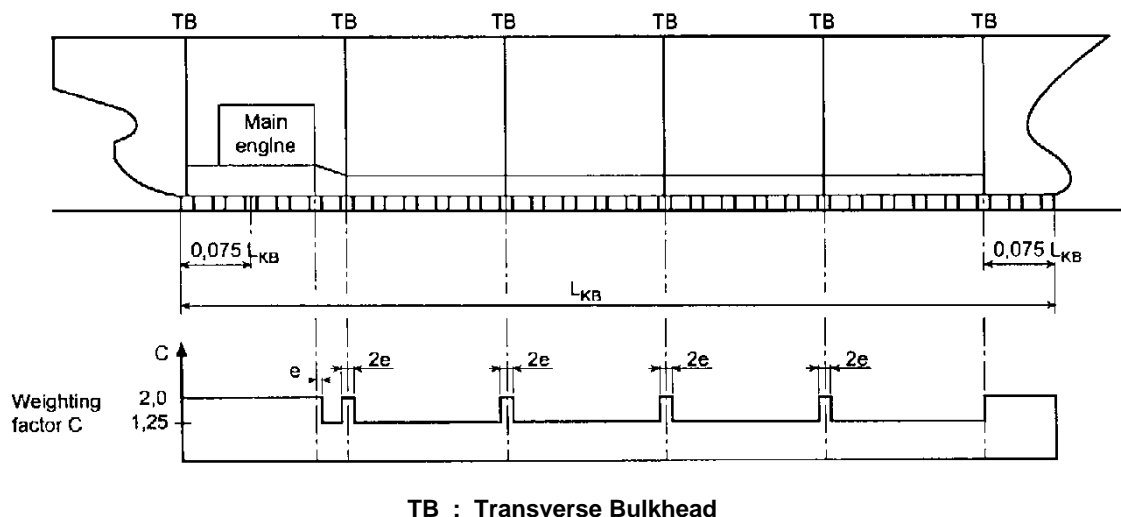 TB TB TB TB TB TB
Main
engine
0,075 L_KB 0,075 L_KB
L_KB
C
e 2e 2e 2e 2e
Weighting
factor C
2,0
1,25
TB : Transverse Bulkhead